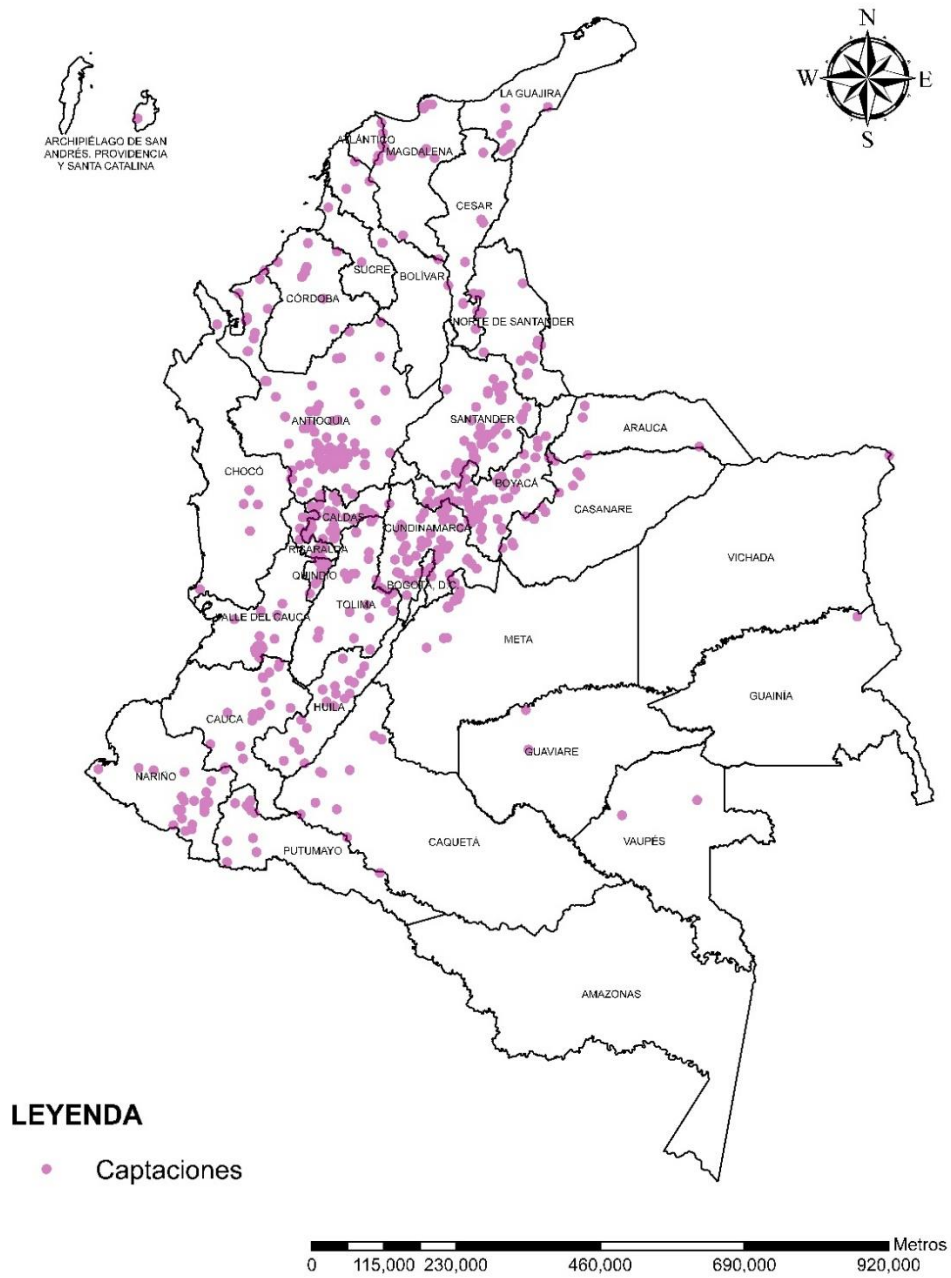 N
W
E
S
LA GUAJIRA
ARCHIPIÉLAGO DE SAN
ANDRÉS. PROVIDENCIA
Y SANTA CATALINA
ATLÁNTICO
MAGDALENA
CESAR
SUCRE
BOLÍVAR
CÓRDOBA
NORTE DE SANTANDER
ANTIOQUIA
SANTANDER
ARAUCA
CHOCÓ
BOYACÁ
CASANARE
CALDAS
CUNDINAMARCA
RISARALDA
VICHADA
QUINDIO
BOGOTÁ, D.C.
TOLIMA
VALLE DEL CAUCA
META
GUAINÍA
CAUCA
HUILA
GUAVIARE
NARIÑO
CAQUETÁ
VAUPÉS
PUTUMAYO
AMAZONAS
LEYENDA
Captaciones
Metros
0 115,000 230,000 460,000 690,000 920,000